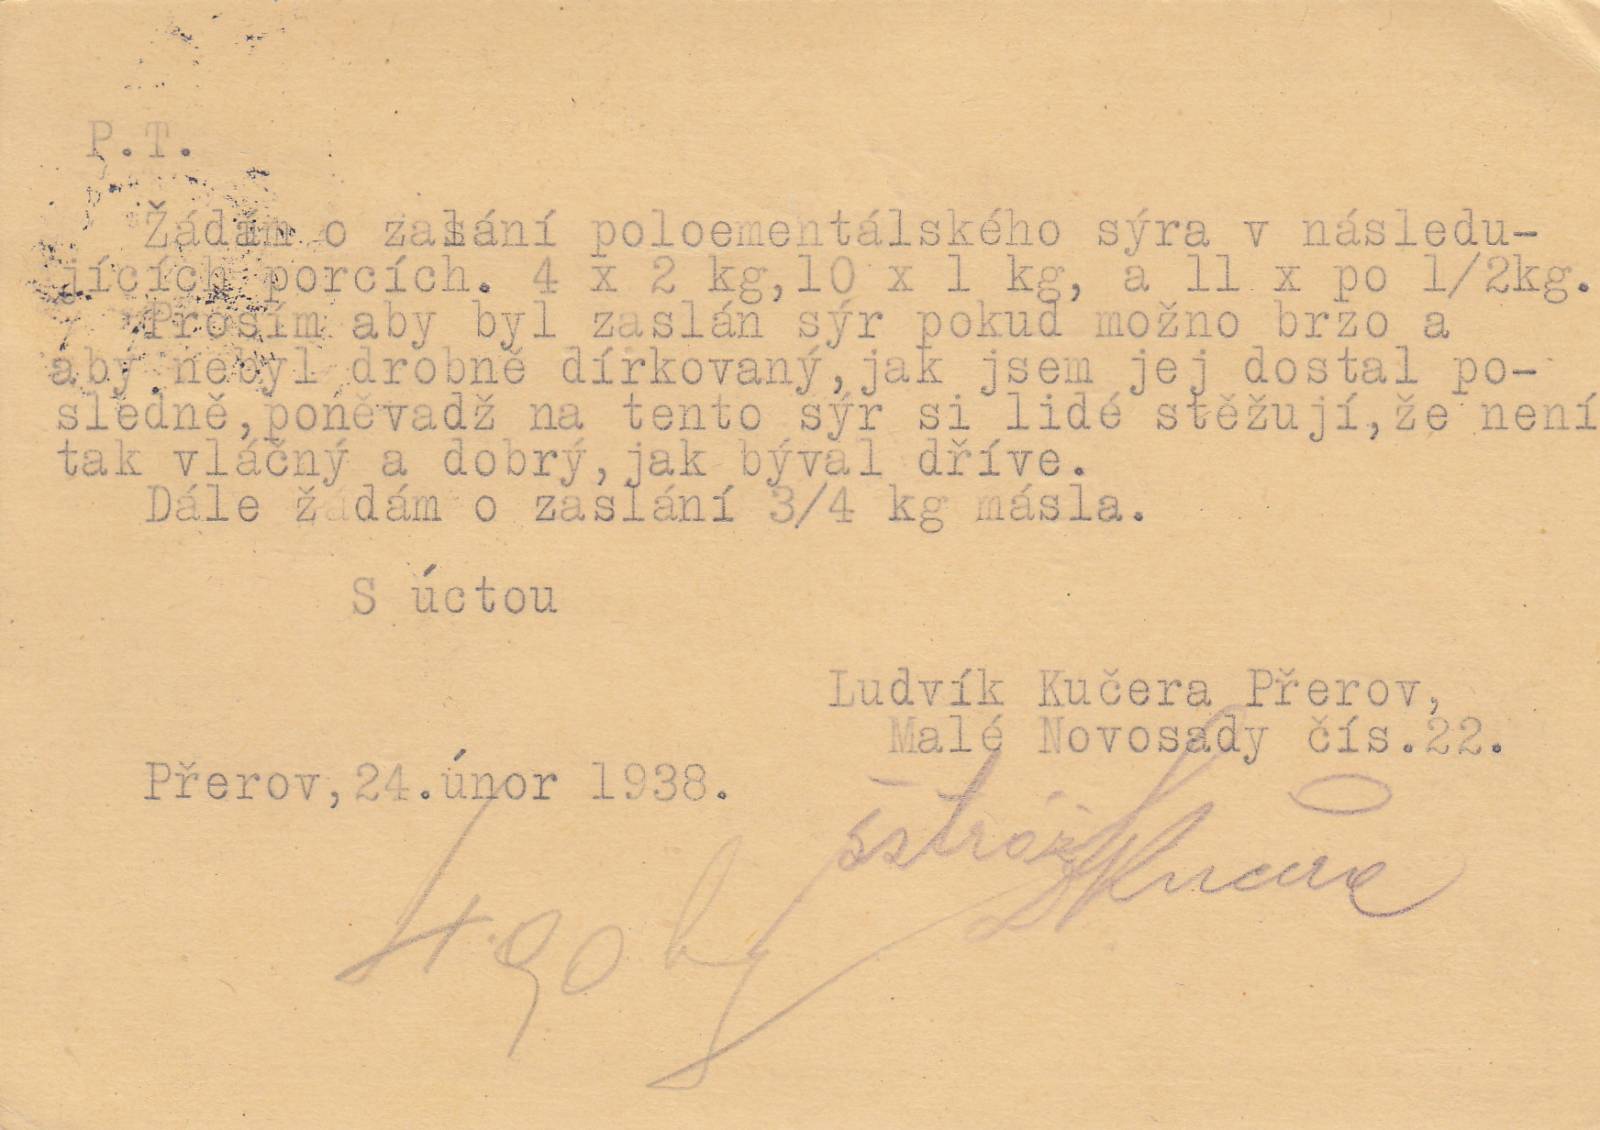 P.T.
Žádám o zaslání poloementálského sýra v následu-
jících porcích. 4 x 2 kg,10 x 1 kg, a 11 x po 1/2kg.
Prosím aby byl zaslán sýr pokud možno brzo a
aby nebyl drobně dírkovaný,jak jsem jej dostal po-
sledně,poněvadž na tento sýr si lidé stěžují,že není
tak vláčný a dobrý,jak býval dříve.
Dále žádám o zaslání 3/4 kg másla.
S úctou
Ludvík Kučera Přerov,
Malé Novosady čís.22.
Přerov,24.únor 1938.
Kučera